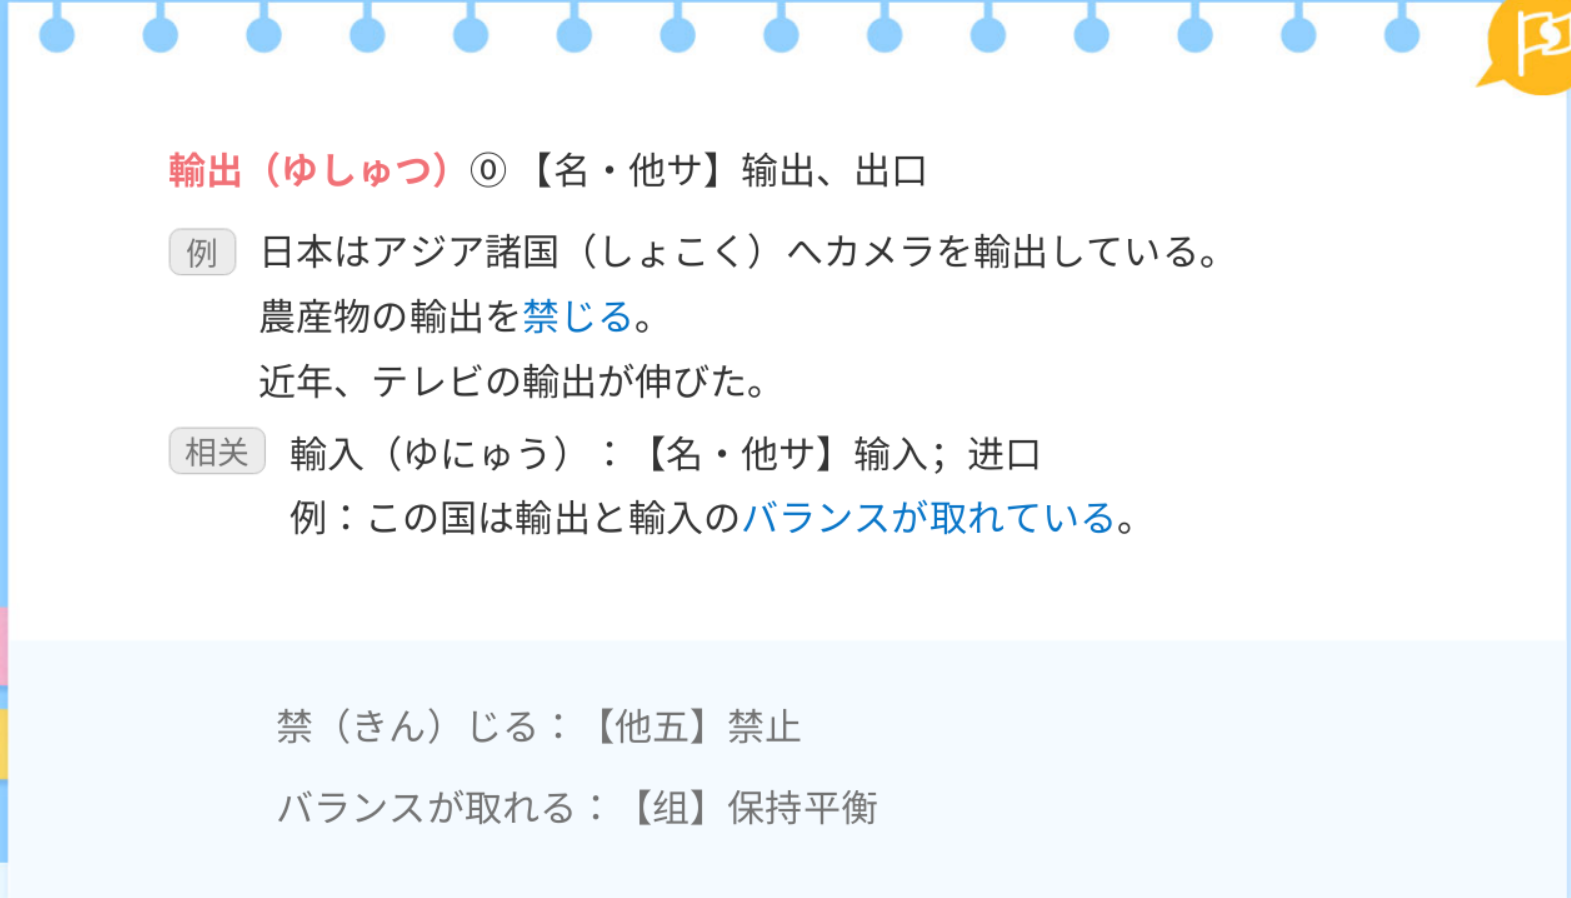 輸出（ゆしゅつ）⓪【名・他サ】输出、出口
例 日本はアジア諸国（しょこく）へカメラを輸出している。
農産物の輸出を禁じる。
近年、テレビの輸出が伸びた。
相关 輸入（ゆにゅう）：【名・他サ】输入；进口
例：この国は輸出と輸入のバランスが取れている。
禁（きん）じる：【他五】禁止
バランスが取れる：【组】保持平衡